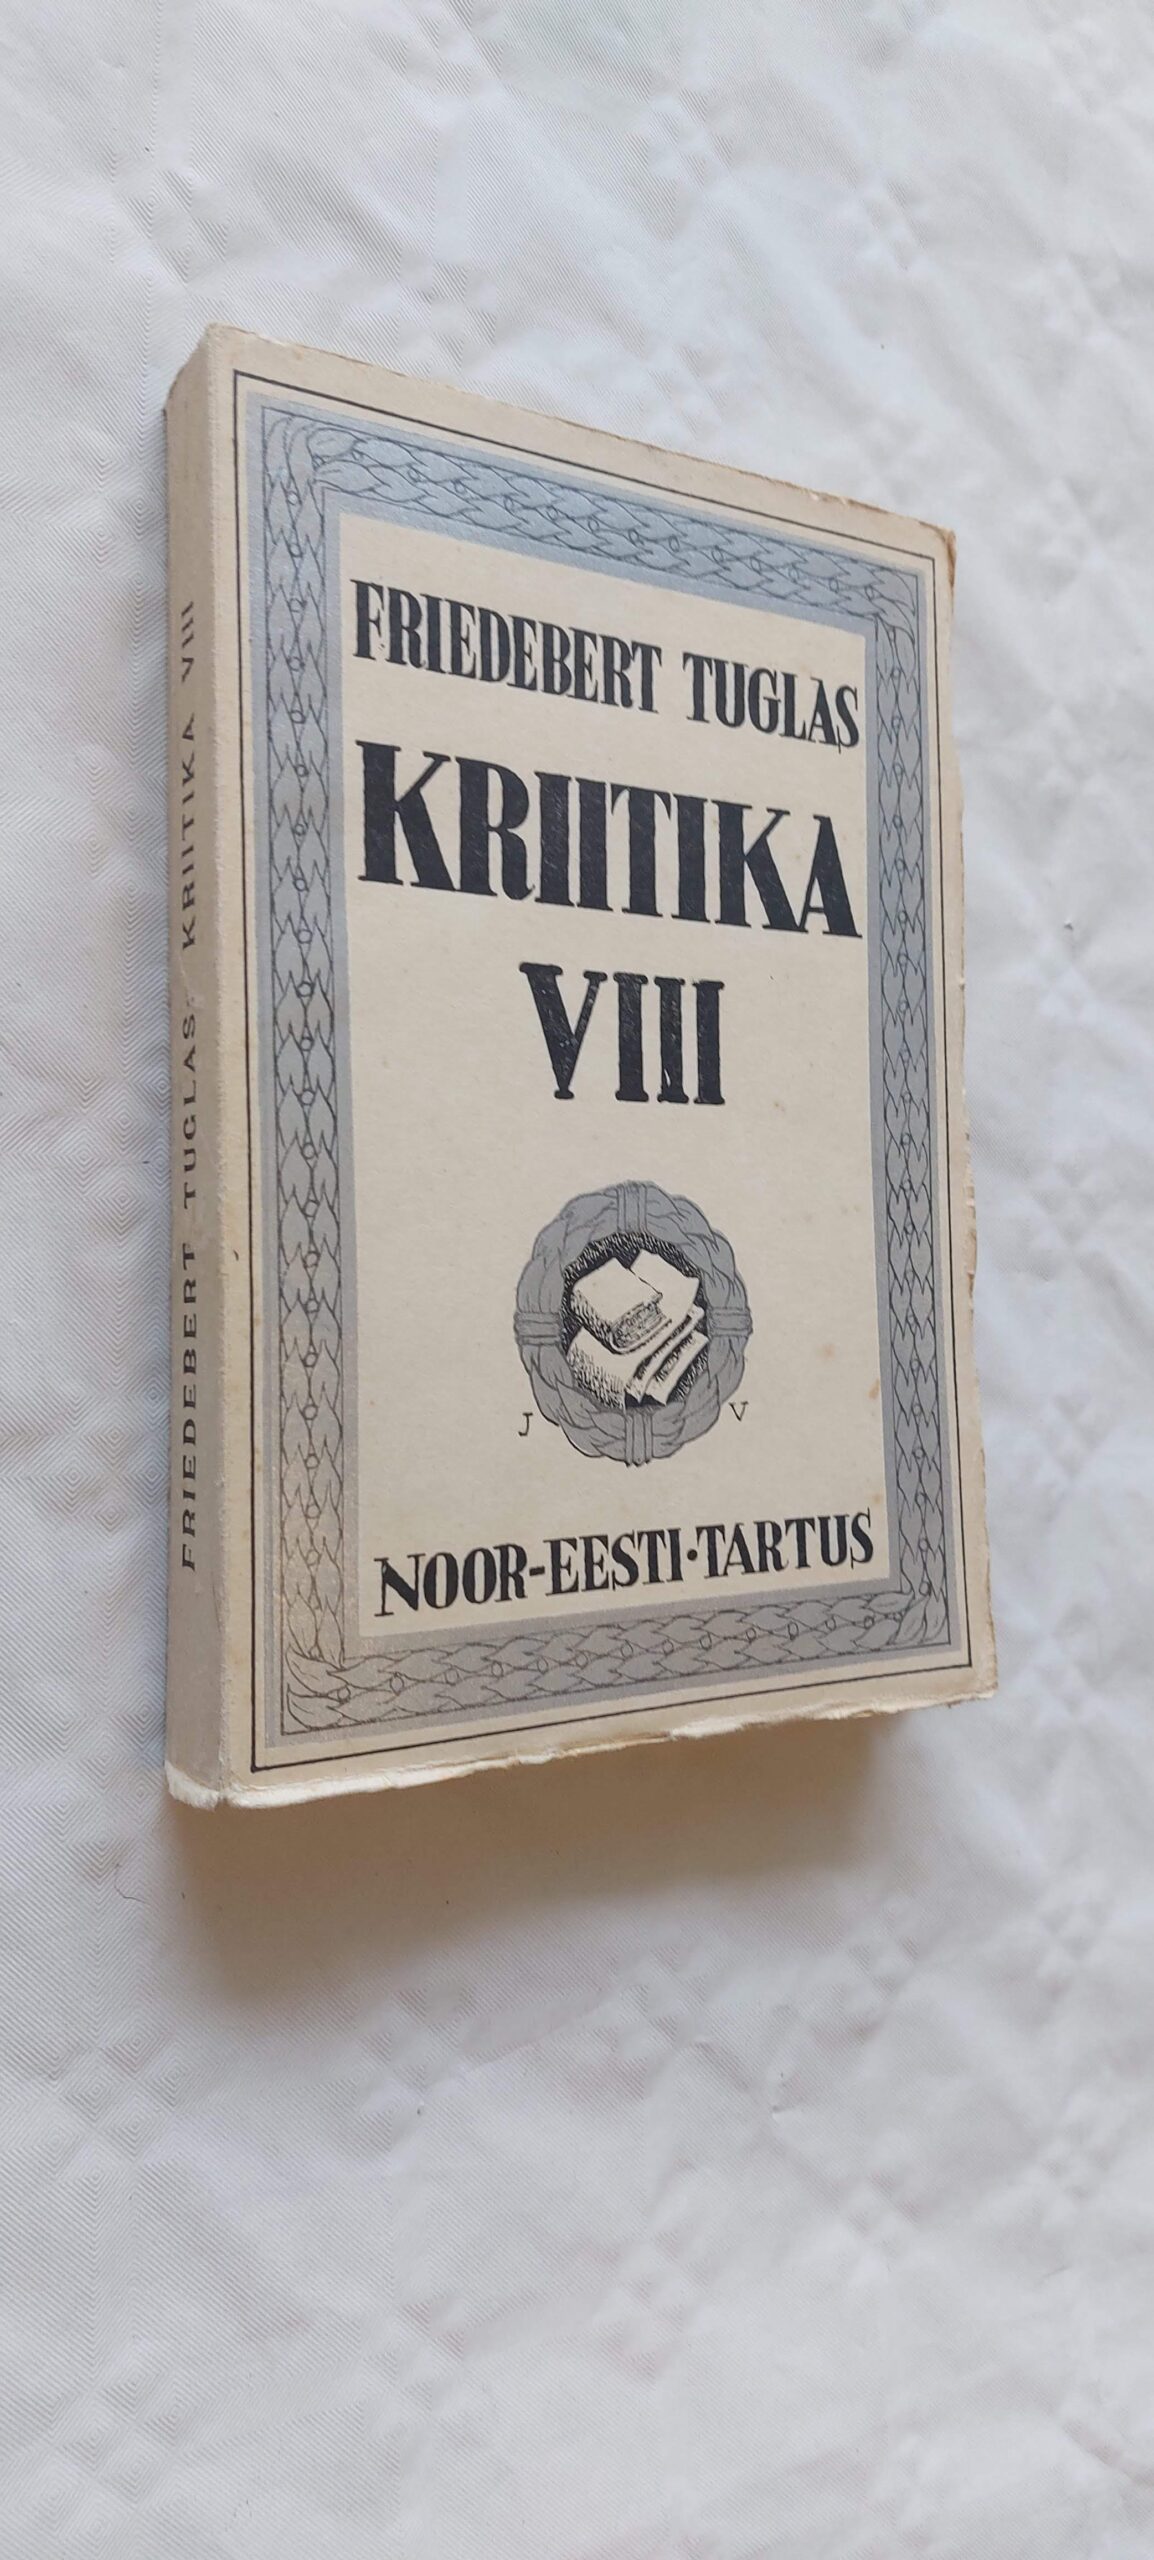 FRIEDEBERT TUGLAS
KRIITIKA
VIII
J V
NOOR-EESTI·TARTUS
FRIEDEBERT TUGLAS. KRIITIKA VIII